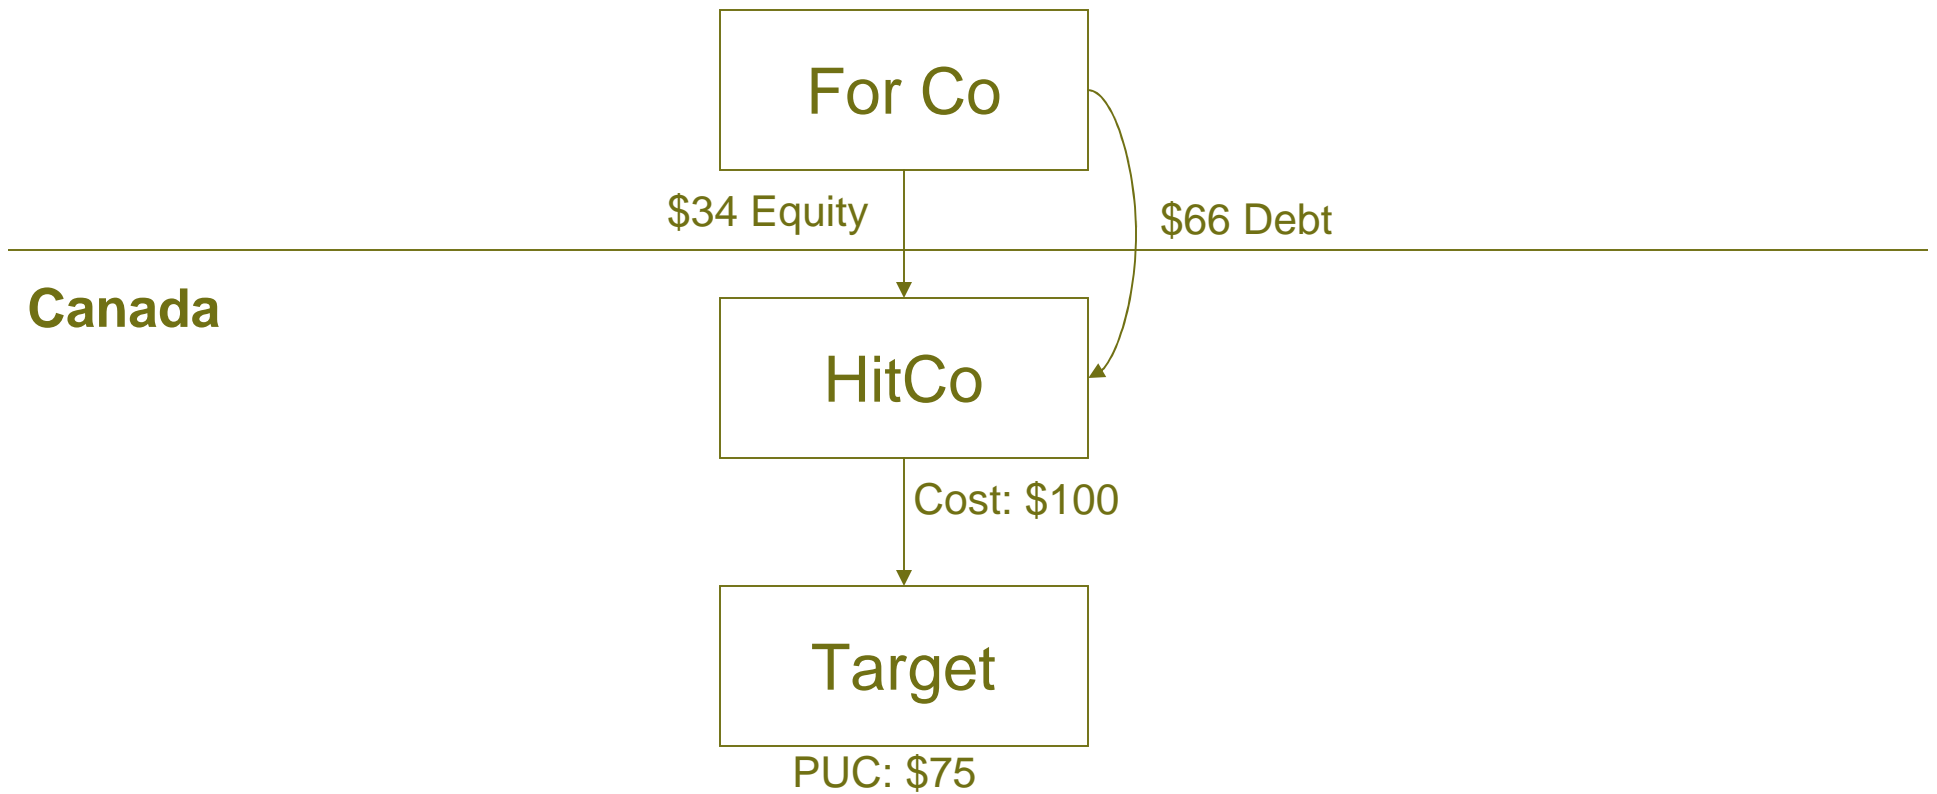 For Co
$34 Equity
$66 Debt
Canada
HitCo
Cost: $100
Target
PUC: $75